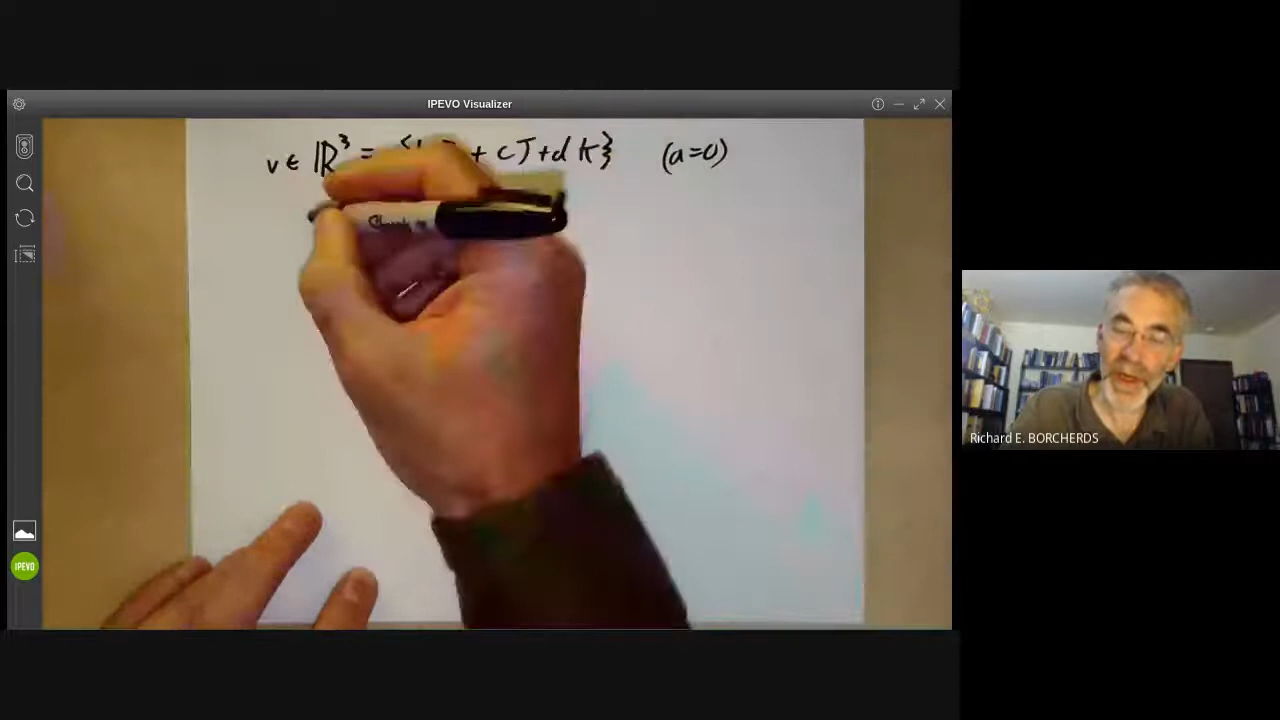 IPEVO Visualizer
v ∈ ℝ³ = { + cJ + dK} (a=0)
IPEVO
Richard E. BORCHERDS